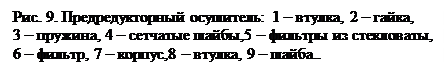 Рис. 9. Предредукторный осушитель: 1 – втулка, 2 – гайка,
3 – пружина, 4 – сетчатые шайбы,5 – фильтры из стекловаты,
6 – фильтр, 7 – корпус,8 – втулка, 9 – шайба..